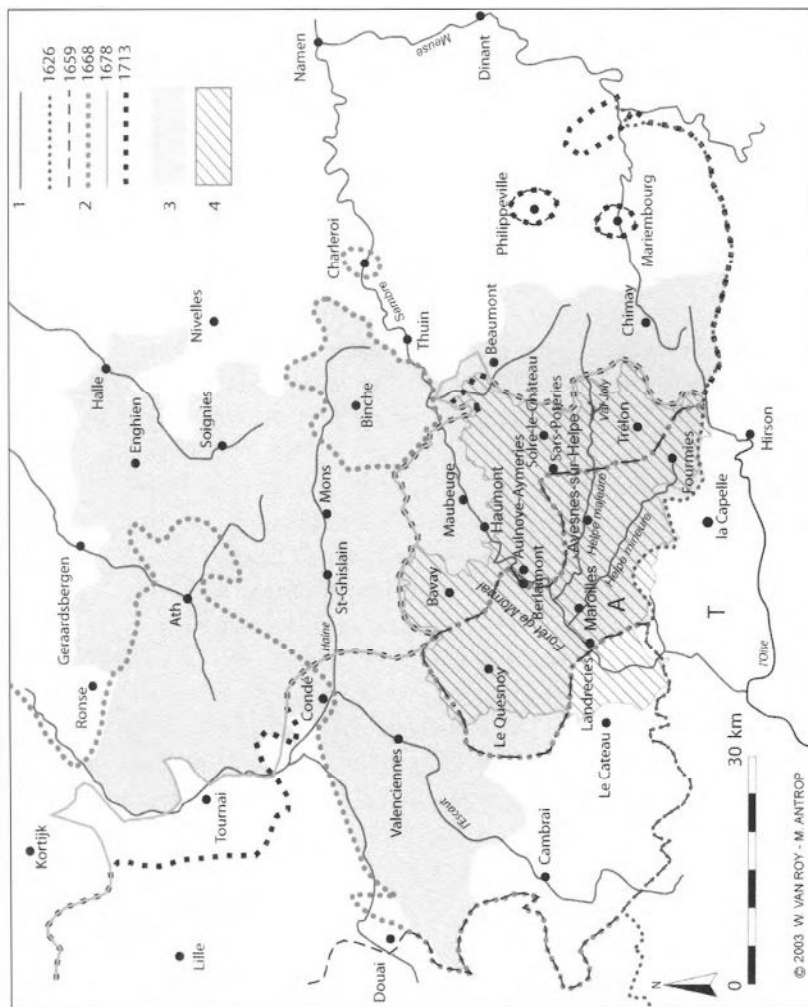 1
1626
1659
2 1668
1678
1713
3
4
Kortijk
Lille
Tournai
Ronse
Geraardsbergen
Ath
Enghien
Halle
Soignies
Nivelles
Namen
Meuse
Dinant
Charleroi
Sambre
Thuin
Binche
Mons
St-Ghislain
Haine
Condé
Douai
Valenciennes
l'Escaut
Cambrai
Philippeville
Mariembourg
Chimay
Beaumont
Solre-le-Château
Sars-Poteries
Val Joly
Trélon
Fourmies
Maubeuge
Haumont
Aulnoye-Aymeries
Berlaimont
Avesnes-sur-Helpe
Helpe majeure
Helpe mineure
Bavay
Forêt de Mormal
Maroilles
A
Landrecies
Le Quesnoy
Le Cateau
T
la Capelle
Hirson
l'Oise
N
0 30 km
© 2003 W. VAN ROY - M. ANTROP